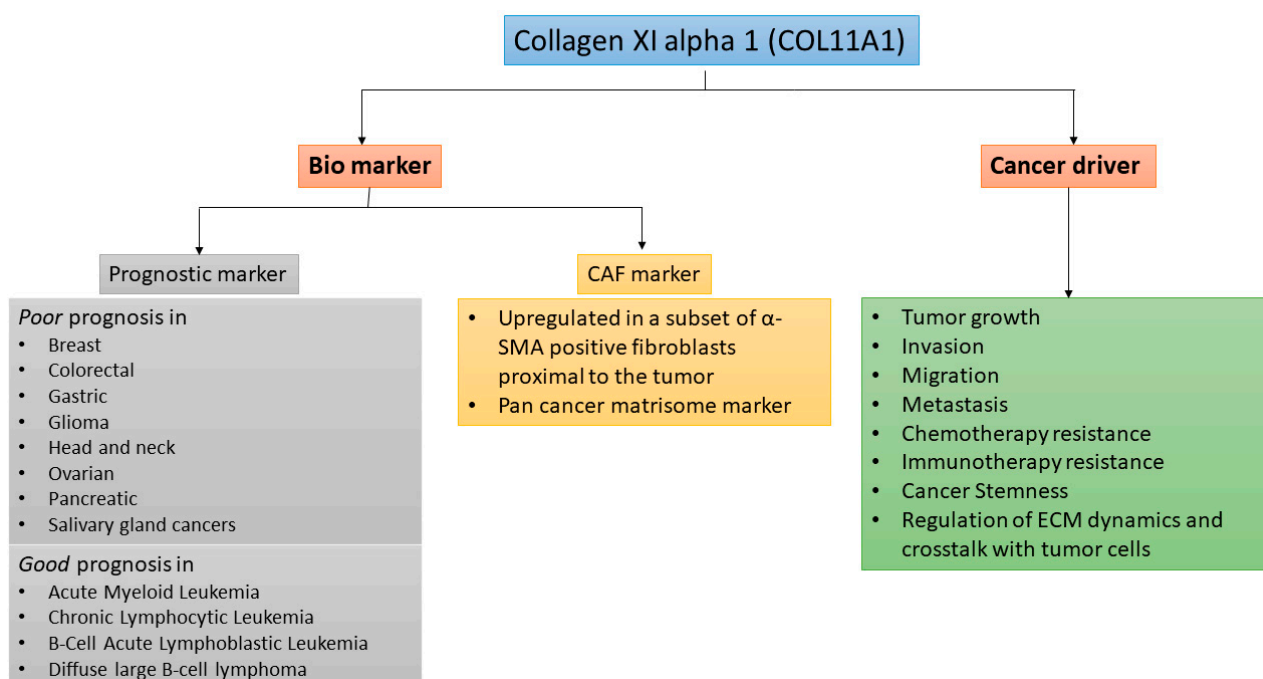 Collagen XI alpha 1 (COL11A1)
Bio marker
Cancer driver
Prognostic marker
CAF marker
Poor prognosis in
• Breast
• Colorectal
• Gastric
• Glioma
• Head and neck
• Ovarian
• Pancreatic
• Salivary gland cancers
Good prognosis in
• Acute Myeloid Leukemia
• Chronic Lymphocytic Leukemia
• B-Cell Acute Lymphoblastic Leukemia
• Diffuse large B-cell lymphoma
• Upregulated in a subset of α-
SMA positive fibroblasts
proximal to the tumor
• Pan cancer matrisome marker
• Tumor growth
• Invasion
• Migration
• Metastasis
• Chemotherapy resistance
• Immunotherapy resistance
• Cancer Stemness
• Regulation of ECM dynamics and
crosstalk with tumor cells